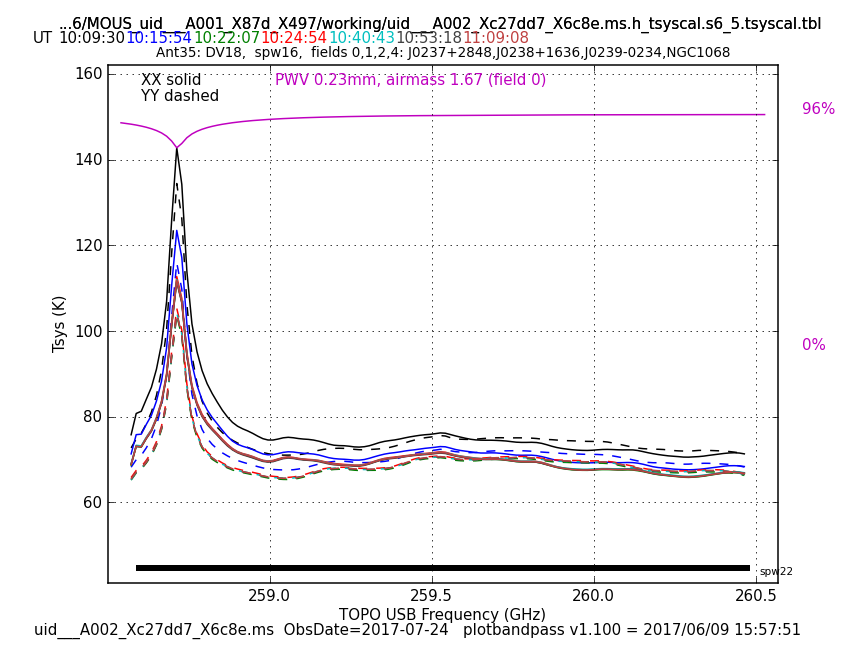 ...6/MOUS_uid___A001_X87d_X497/working/uid___A002_Xc27dd7_X6c8e.ms.h_tsyscal.s6_5.tsyscal.tbl
UT 10:09:30 10:15:54 10:22:07 10:24:54 10:40:43 10:53:18 11:09:08
Ant35: DV18, spw16, fields 0,1,2,4: J0237+2848,J0238+1636,J0239-0234,NGC1068
XX solid
YY dashed
PWV 0.23mm, airmass 1.67 (field 0)
96%
0%
160
140
120
100
80
60
Tsys (K)
spw22
259.0 259.5 260.0 260.5
TOPO USB Frequency (GHz)
uid___A002_Xc27dd7_X6c8e.ms ObsDate=2017-07-24 plotbandpass v1.100 = 2017/06/09 15:57:51